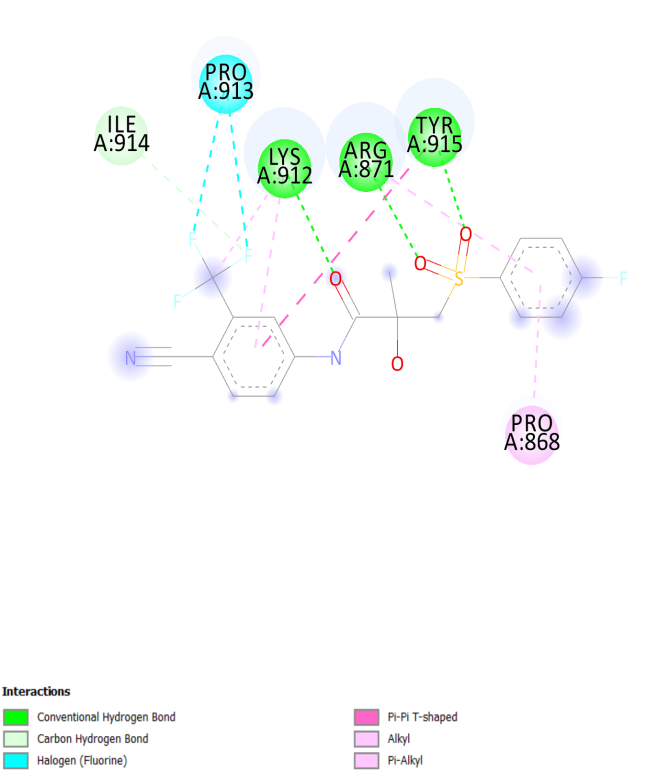 PRO
A:913
ILE
A:914
LYS
A:912
ARG
A:871
TYR
A:915
F
F
F
O
O
O
S
F
N
N
O
PRO
A:868
Interactions
Conventional Hydrogen Bond
Carbon Hydrogen Bond
Halogen (Fluorine)
Pi-Pi T-shaped
Alkyl
Pi-Alkyl